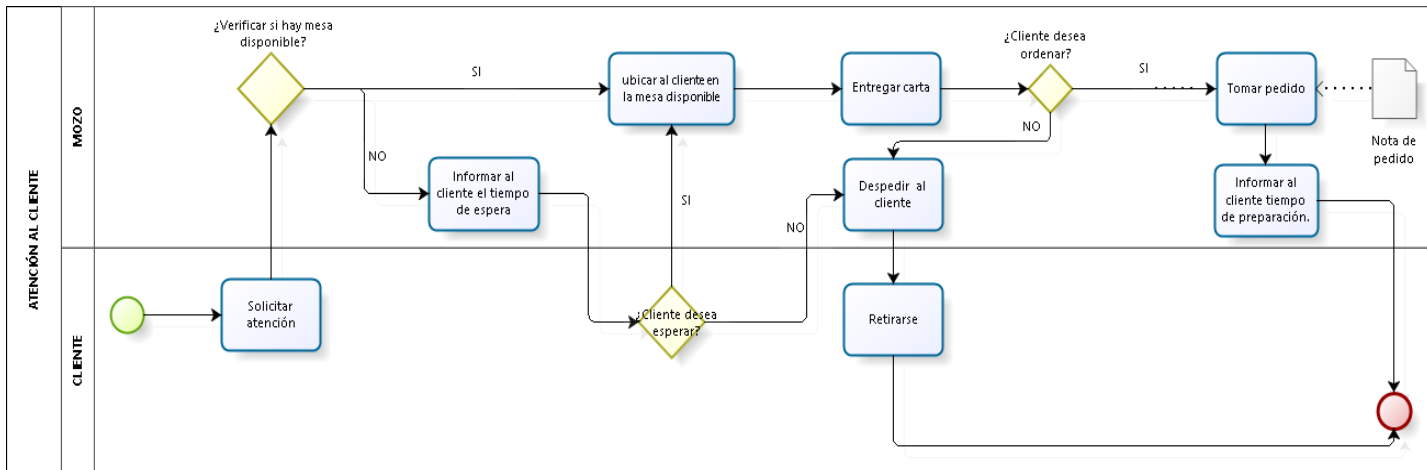 ATENCIÓN AL CLIENTE
MOZO
¿Verificar si hay mesa
disponible?
SI
NO
Informar al
cliente el tiempo
de espera
ubicar al cliente en
la mesa disponible
SI
Entregar carta
¿Cliente desea
ordenar?
SI
NO
Despedir al
cliente
NO
Tomar pedido
Nota de
pedido
Informar al
cliente tiempo
de preparación.
CLIENTE
Solicitar
atención
¿Cliente desea
esperar?
Retirarse